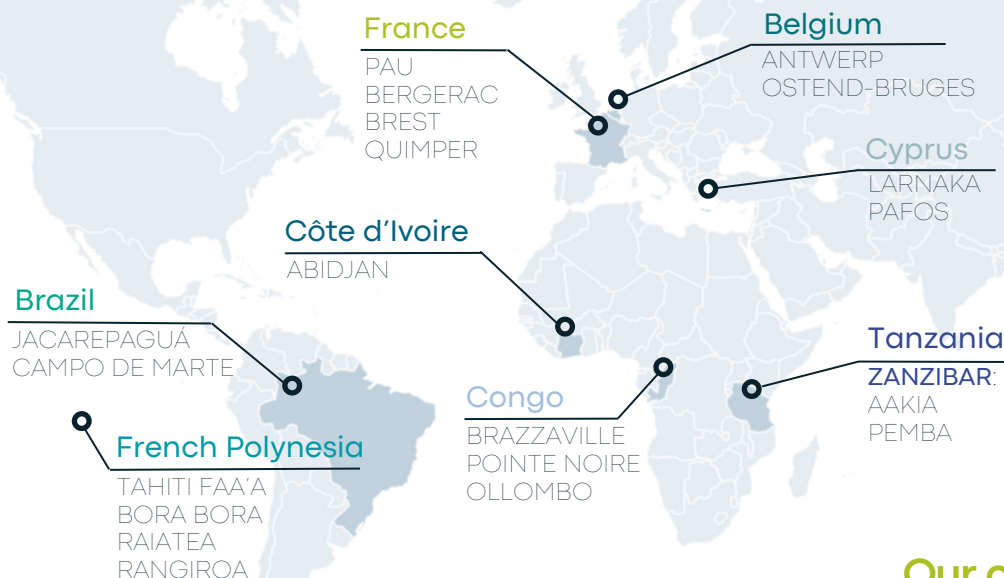 France
PAU
BERGERAC
BREST
QUIMPER
Belgium
ANTWERP
OSTEND-BRUGES
Cyprus
LARNAKA
PAFOS
Côte d’Ivoire
ABIDJAN
Brazil
JACAREPAGUÁ
CAMPO DE MARTE
Tanzania
ZANZIBAR:
AAKIA
PEMBA
Congo
BRAZZAVILLE
POINTE NOIRE
OLLOMBO
French Polynesia
TAHITI FAA’A
BORA BORA
RAIATEA
RANGIROA
Our